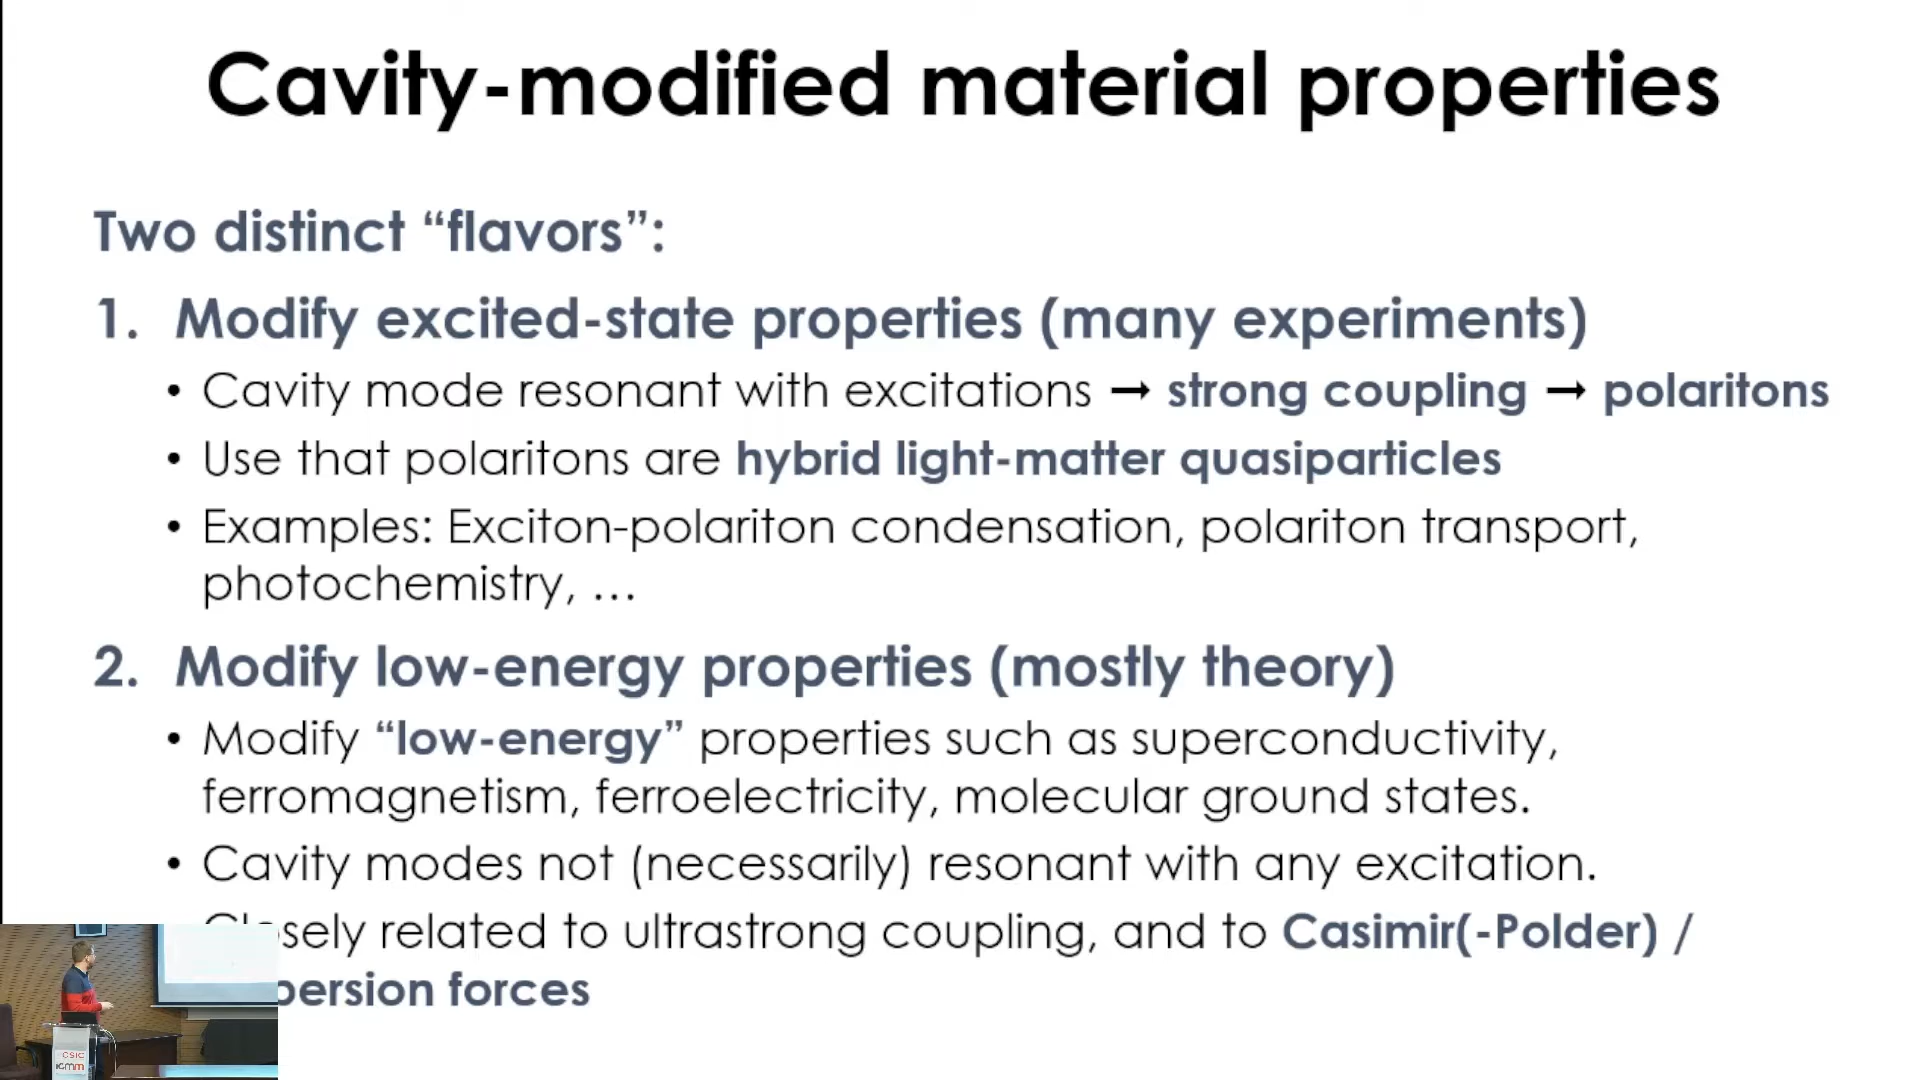 Cavity-modified material properties
Two distinct “flavors”:
1. Modify excited-state properties (many experiments)
• Cavity mode resonant with excitations → strong coupling → polaritons
• Use that polaritons are hybrid light-matter quasiparticles
• Examples: Exciton-polariton condensation, polariton transport,
photochemistry, …
2. Modify low-energy properties (mostly theory)
• Modify “low-energy” properties such as superconductivity,
ferromagnetism, ferroelectricity, molecular ground states.
• Cavity modes not (necessarily) resonant with any excitation.
Closely related to ultrastrong coupling, and to Casimir(-Polder) /
forces
CSIC
icmm